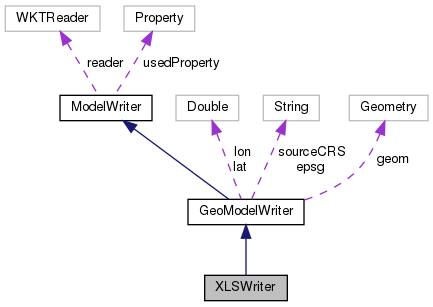 WKTReader
Property
reader
usedProperty
ModelWriter
Double
String
Geometry
lon
lat
sourceCRS
epsg
geom
GeoModelWriter
XLSWriter